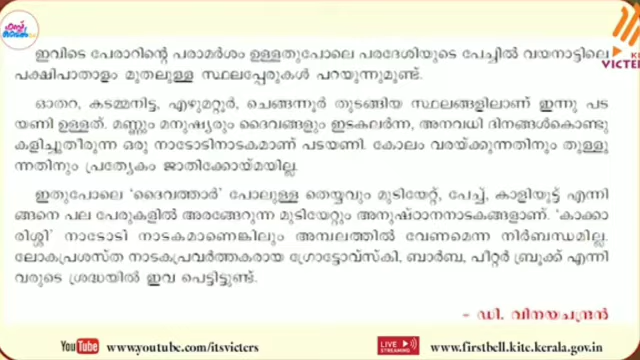 ഇവിടെ പേരാറിന്റെ പരാമർശം ഉള്ളതുപോലെ പരദേശിയുടെ പേച്ചിൽ വയനാട്ടിലെ
പക്ഷിപാതാളം മുതലുള്ള സ്ഥലപ്പേരുകൾ പറയുന്നുമുണ്ട്.
ഓതറ, കടമ്മനിട്ട, എഴുമറ്റൂർ, ചെങ്ങന്നൂർ തുടങ്ങിയ സ്ഥലങ്ങളിലാണ് ഇന്നു പട
യണി ഉള്ളത്. മണ്ണും മനുഷ്യരും ദൈവങ്ങളും ഇടകലർന്ന, അനവധി ദിനങ്ങൾകൊണ്ടു
കളിച്ചുതീരുന്ന ഒരു നാടോടിനാടകമാണ് പടയണി. കോലം വരയ്ക്കുന്നതിനും തുള്ളു
ന്നതിനും പ്രത്യേകം ജാതിക്കോയ്മയില്ല.
ഇതുപോലെ 'ദൈവത്താർ' പോലുള്ള തെയ്യവും മുടിയേറ്റ്, പേച്ച്, കാളിയൂട്ട് എന്നി
ങ്ങനെ പല പേരുകളിൽ അരങ്ങേറുന്ന മുടിയേറ്റും അനുഷ്ഠാനനാടകങ്ങളാണ്. 'കാക്കാ
രിശ്ശി' നാടോടി നാടകമാണെങ്കിലും അമ്പലത്തിൽ വേണമെന്ന നിർബന്ധമില്ല.
ലോകപ്രശസ്ത നാടകപ്രവർത്തകരായ ഗ്രോട്ടോവ്സ്കി, ബാർബ, പീറ്റർ ബ്രൂക്ക് എന്നി
വരുടെ ശ്രദ്ധയിൽ ഇവ പെട്ടിട്ടുണ്ട്.
- ഡി. വിനയചന്ദ്രൻ
VICTER
YouTube www.youtube.com/itsvicters
LIVE STREAMING www.firstbell.kite.kerala.gov.in